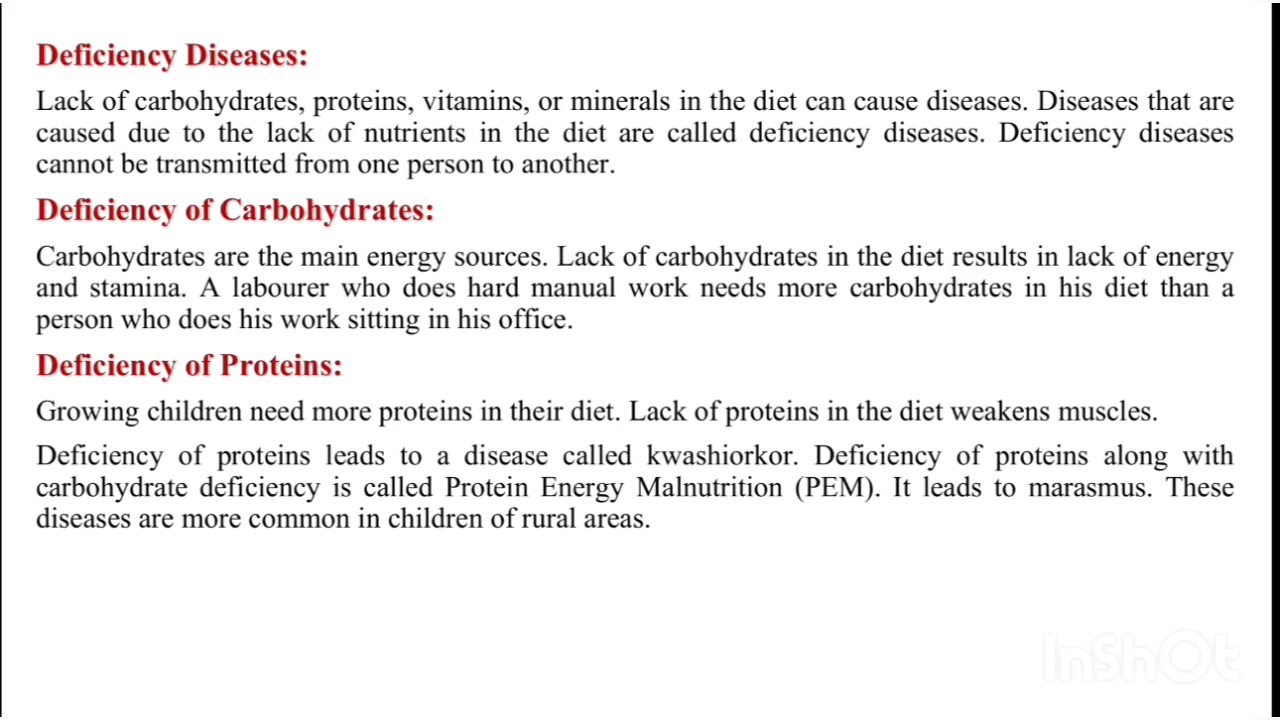 Deficiency Diseases:
Lack of carbohydrates, proteins, vitamins, or minerals in the diet can cause diseases. Diseases that are
caused due to the lack of nutrients in the diet are called deficiency diseases. Deficiency diseases
cannot be transmitted from one person to another.
Deficiency of Carbohydrates:
Carbohydrates are the main energy sources. Lack of carbohydrates in the diet results in lack of energy
and stamina. A labourer who does hard manual work needs more carbohydrates in his diet than a
person who does his work sitting in his office.
Deficiency of Proteins:
Growing children need more proteins in their diet. Lack of proteins in the diet weakens muscles.
Deficiency of proteins leads to a disease called kwashiorkor. Deficiency of proteins along with
carbohydrate deficiency is called Protein Energy Malnutrition (PEM). It leads to marasmus. These
diseases are more common in children of rural areas.
InShOt